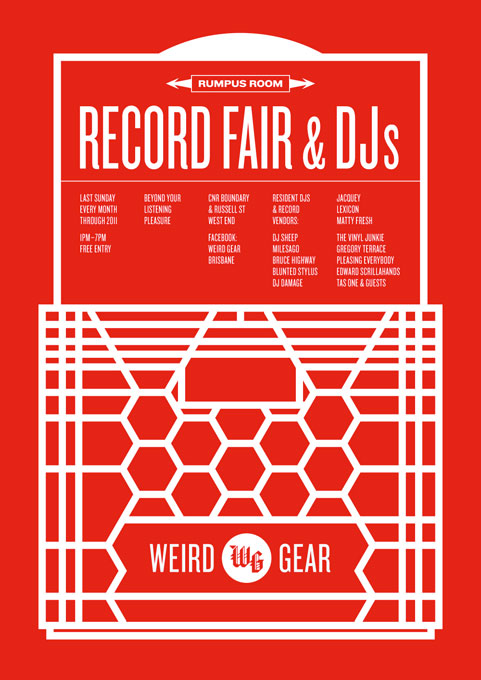 RUMPUS ROOM
RECORD FAIR & DJs
LAST SUNDAY
EVERY MONTH
THROUGH 2011
1PM–7PM
FREE ENTRY
BEYOND YOUR
LISTENING
PLEASURE
CNR BOUNDARY
& RUSSELL ST
WEST END
FACEBOOK:
WEIRD GEAR
BRISBANE
RESIDENT DJS
& RECORD
VENDORS:
DJ SHEEP
MILESAGO
BRUCE HIGHWAY
BLUNTED STYLUS
DJ DAMAGE
JACQUEY
LEXICON
MATTY FRESH
THE VINYL JUNKIE
GREGORY TERRACE
PLEASING EVERYBODY
EDWARD SCRILLAHANDS
TAS ONE & GUESTS
WEIRD WG GEAR